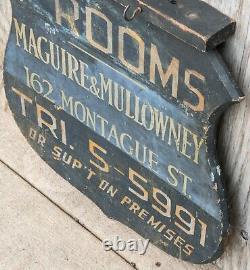 ROOMS
MAGUIRE & MULLOWNEY
162, MONTAGUE ST.
TRI. 5-5991
OR SUP'T ON PREMISES